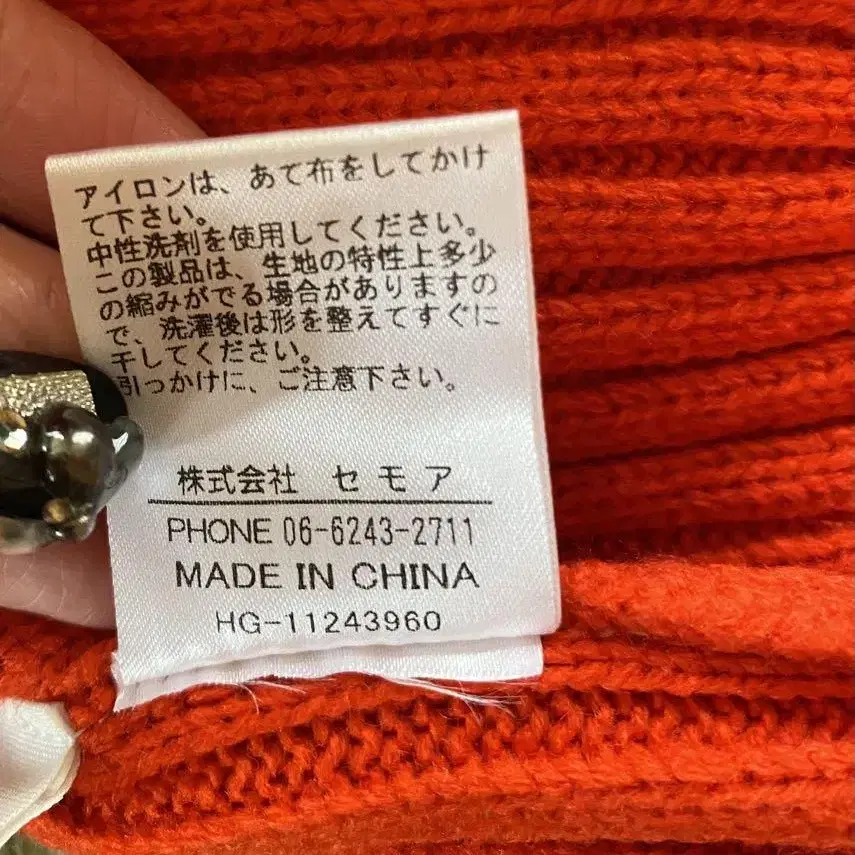 アイロンは、あて布をしてかけ
て下さい。
中性洗剤を使用してください。
この製品は、生地の特性上多少
の縮みがでる場合がありますの
で、洗濯後は形を整えてすぐに
干してください。
引っかけに、ご注意下さい。
株式会社 セモア
PHONE 06-6243-2711
MADE IN CHINA
HG-11243960